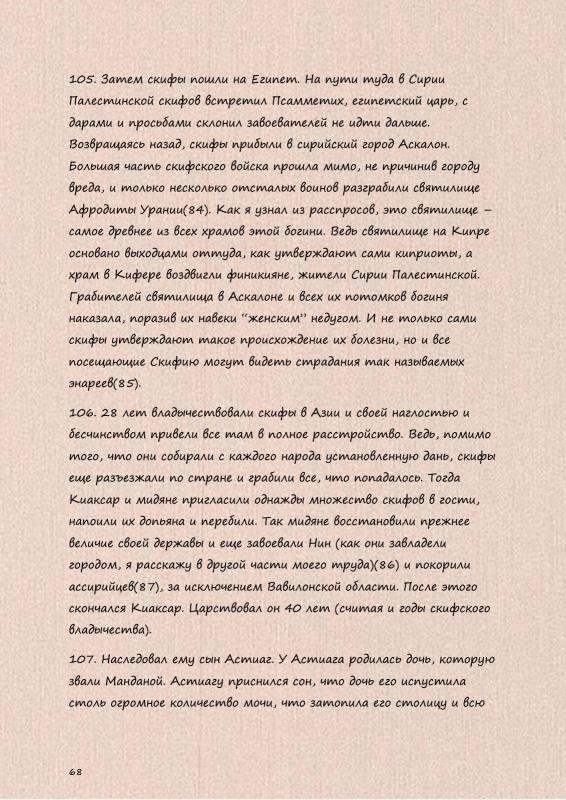 105. Затем скифы пошли на Египет. На пути туда в Сирии
Палестинской скифов встретил Псамметих, египетский царь, с
дарами и просьбами склонил завоевателей не идти дальше.
Возвращаясь назад, скифы прибыли в сирийский город Аскалон.
Большая часть скифского войска прошла мимо, не причинив городу
вреда, и только несколько отсталых воинов разграбили святилище
Афродиты Урании(84). Как я узнал из расспросов, это святилище –
самое древнее из всех храмов этой богини. Ведь святилище на Кипре
основано выходцами оттуда, как утверждают сами киприоты, а
храм в Кифере воздвигли финикияне, жители Сирии Палестинской.
Грабителей святилища в Аскалоне и всех их потомков богиня
наказала, поразив их навеки “женским” недугом. И не только сами
скифы утверждают такое происхождение их болезни, но и все
посещающие Скифию могут видеть страдания так называемых
энареев(85).
106. 28 лет владычествовали скифы в Азии и своей наглостью и
бесчинством привели все там в полное расстройство. Ведь, помимо
того, что они собирали с каждого народа установленную дань, скифы
еще разъезжали по стране и грабили все, что попадалось. Тогда
Киаксар и мидяне пригласили однажды множество скифов в гости,
напоили их допьяна и перебили. Так мидяне восстановили прежнее
величие своей державы и еще завоевали Нин (как они завладели
городом, я расскажу в другой части моего труда)(86) и покорили
ассирийцев(87), за исключением Вавилонской области. После этого
скончался Киаксар. Царствовал он 40 лет (считая и годы скифского
владычества).
107. Наследовал ему сын Астиаг. У Астиага родилась дочь, которую
звали Манданой. Астиагу приснился сон, что дочь его испустила
столь огромное количество мочи, что затопила его столицу и всю
68